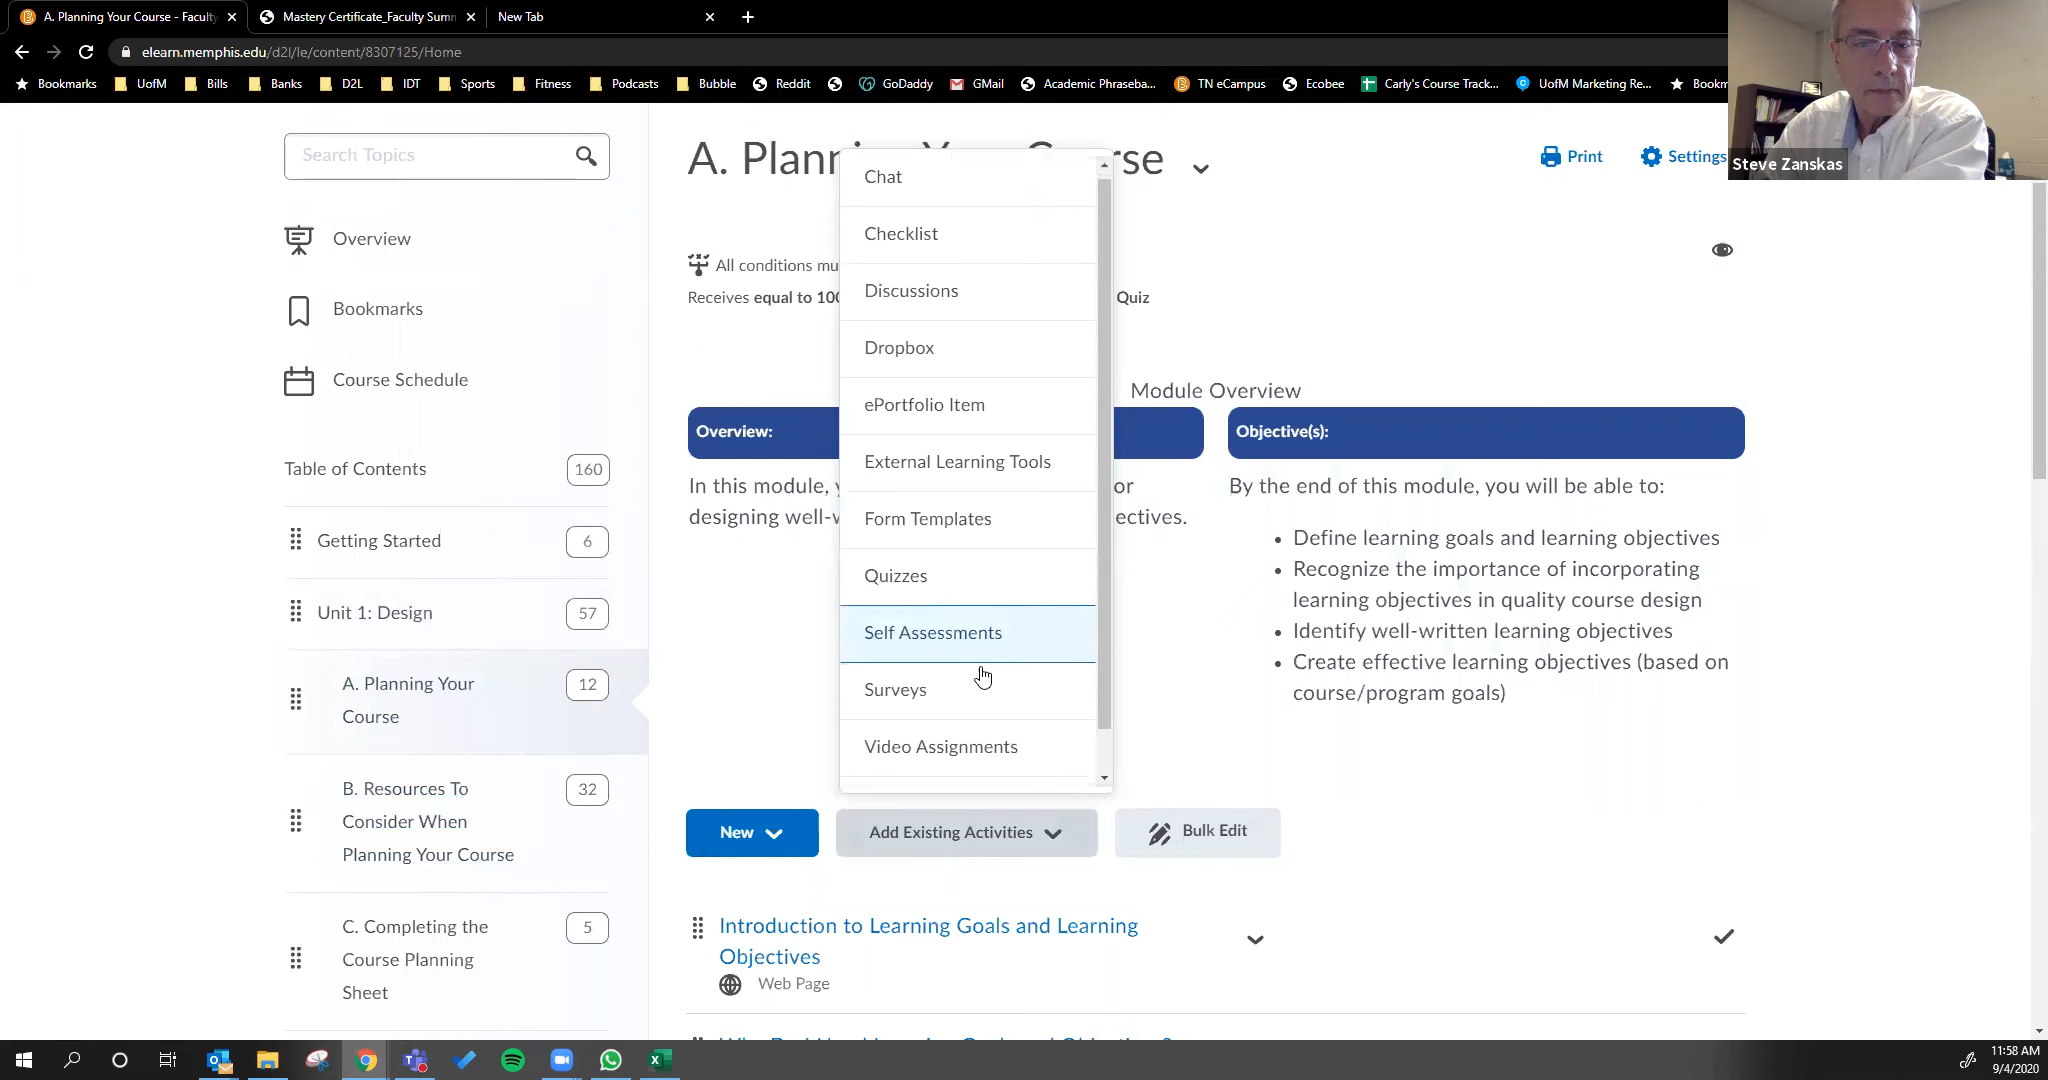 A. Planning Your Course - Faculty
Mastery Certificate_Faculty Summ
New Tab
elearn.memphis.edu/d2l/le/content/8307125/Home
Bookmarks UofM Bills Banks D2L IDT Sports Fitness Podcasts Bubble Reddit GoDaddy GMail Academic Phraseba... TN eCampus Ecobee Carly's Course Track... UofM Marketing Re... Bookm
Steve Zanskas
Search Topics
Overview
Bookmarks
Course Schedule
Table of Contents 160
Getting Started 6
Unit 1: Design 57
A. Planning Your 12
Course
B. Resources To 32
Consider When
Planning Your Course
C. Completing the 5
Course Planning
Sheet
A. Planning Your Course
Print
Settings
All conditions mu
Receives equal to 100 Quiz
Module Overview
Overview:
In this module, or
designing well-w ectives.
Objective(s):
By the end of this module, you will be able to:
• Define learning goals and learning objectives
• Recognize the importance of incorporating
learning objectives in quality course design
• Identify well-written learning objectives
• Create effective learning objectives (based on
course/program goals)
Chat
Checklist
Discussions
Dropbox
ePortfolio Item
External Learning Tools
Form Templates
Quizzes
Self Assessments
Surveys
Video Assignments
New
Add Existing Activities
Bulk Edit
Introduction to Learning Goals and Learning
Objectives
Web Page
11:58 AM
9/4/2020